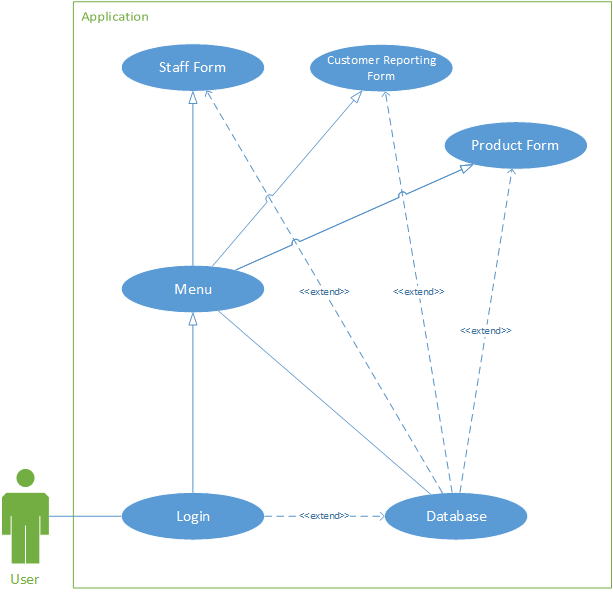 Application
Staff Form
Customer Reporting
Form
Product Form
Menu
<<extend>>
<<extend>>
<<extend>>
Login
<<extend>>
Database
User